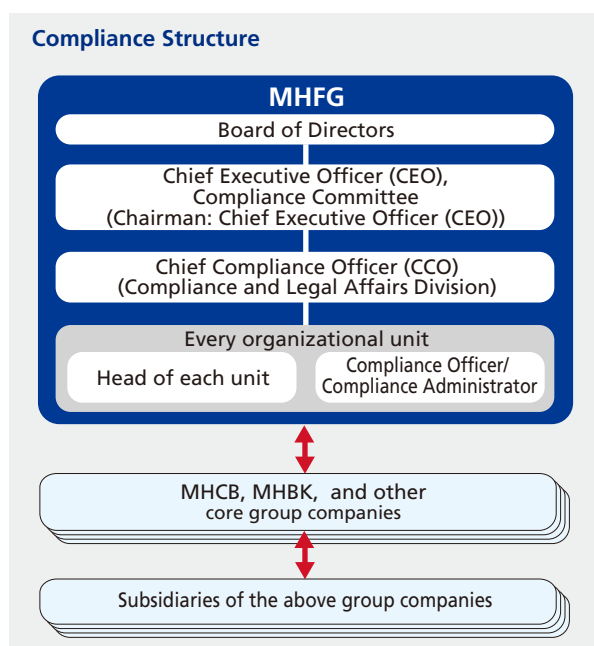 Compliance Structure
MHFG
Board of Directors
Chief Executive Officer (CEO),
Compliance Committee
(Chairman: Chief Executive Officer (CEO))
Chief Compliance Officer (CCO)
(Compliance and Legal Affairs Division)
Every organizational unit
Head of each unit
Compliance Officer/
Compliance Administrator
MHCB, MHBK, and other
core group companies
Subsidiaries of the above group companies